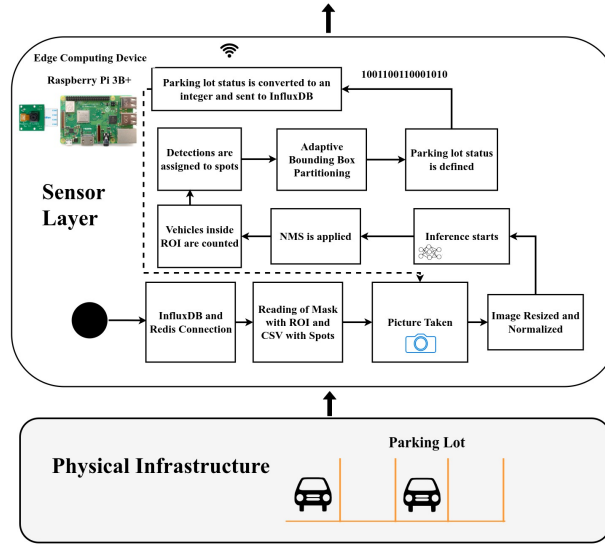 Edge Computing Device
Raspberry Pi 3B+
Parking lot status is converted to an
integer and sent to InfluxDB
1001100110001010
Detections are
assigned to spots
Adaptive
Bounding Box
Partitioning
Parking lot status
is defined
Sensor
Layer
Vehicles inside
ROI are counted
NMS is applied
Inference starts
InfluxDB and
Redis Connection
Reading of Mask
with ROI and
CSV with Spots
Picture Taken
Image Resized and
Normalized
Parking Lot
Physical Infrastructure